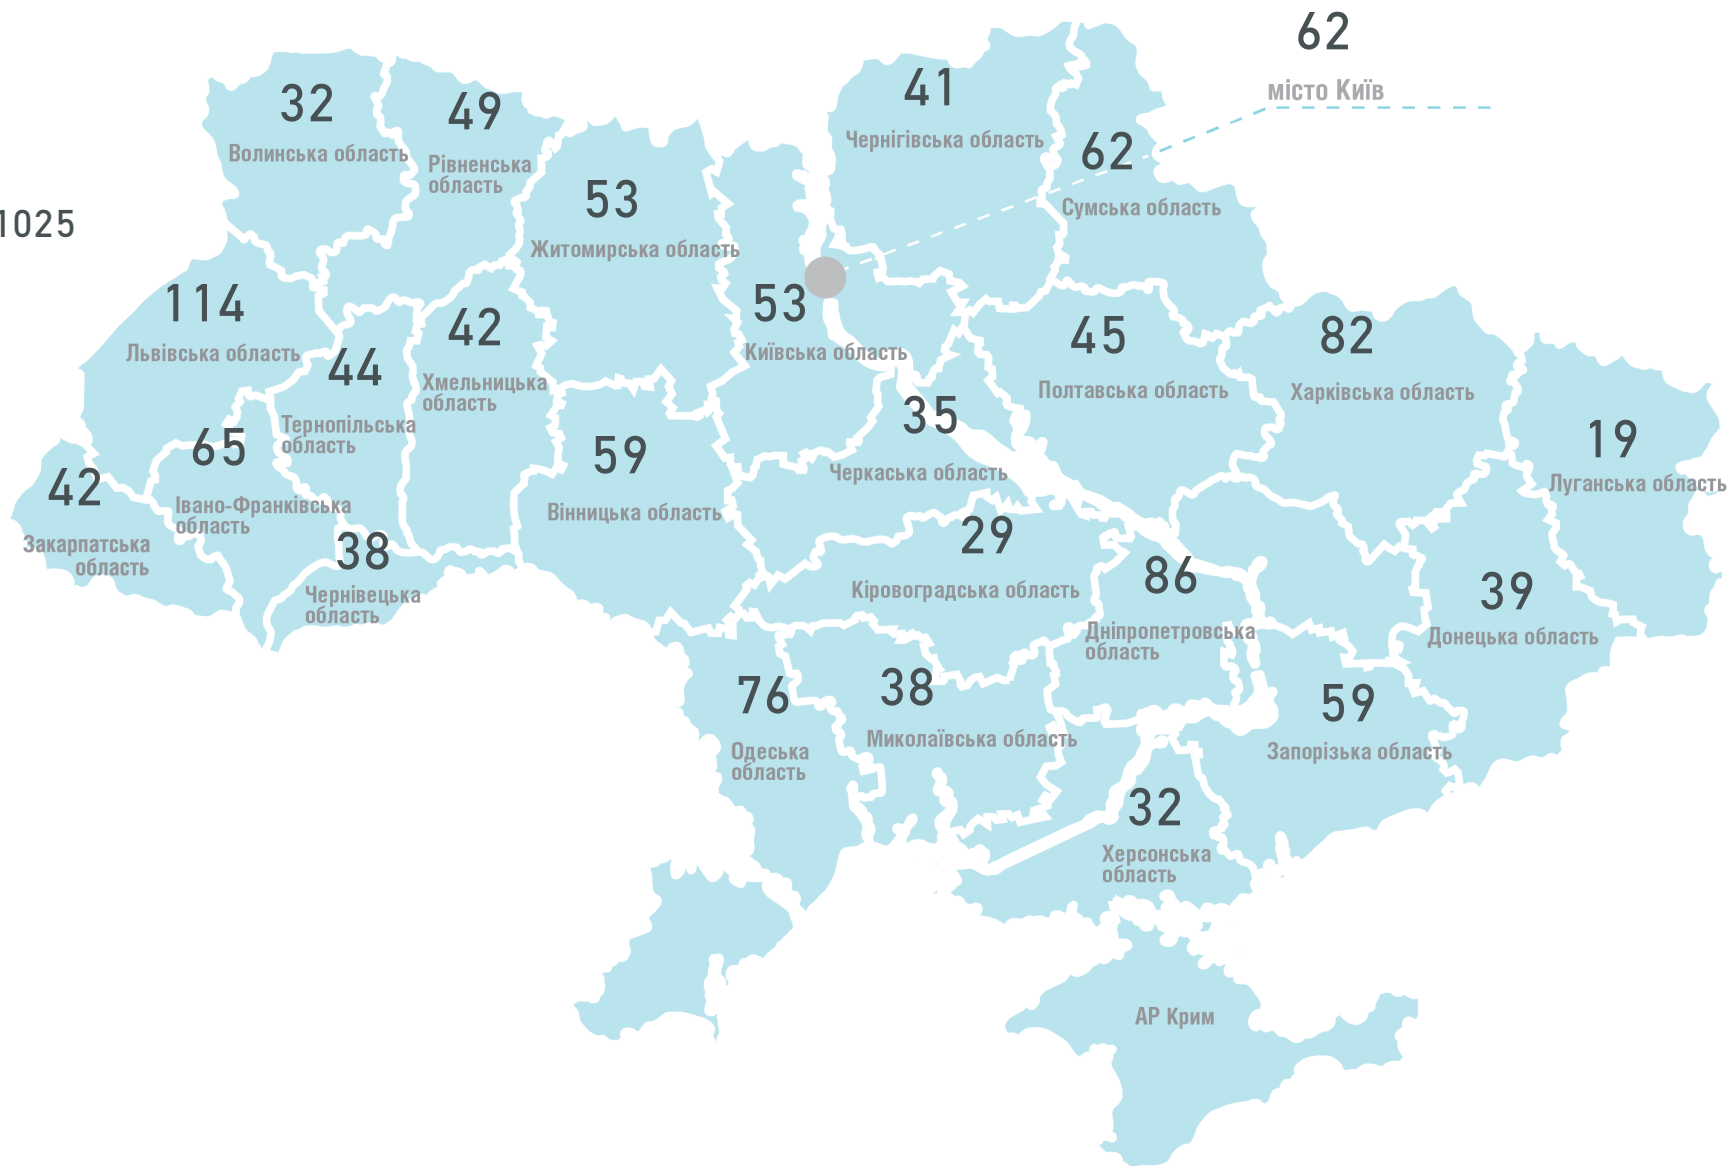 62
місто Київ
32
Волинська область
49
Рівненська
область
41
Чернігівська область
62
Сумська область
53
Житомирська область
1025
114
Львівська область
44
Тернопільська
область
42
Хмельницька
область
53
Київська область
45
Полтавська область
82
Харківська область
19
Луганська область
35
Черкаська область
59
Вінницька область
65
Івано-Франківська
область
42
Закарпатська
область
38
Чернівецька
область
29
Кіровоградська область
86
Дніпропетровська
область
39
Донецька область
76
Одеська
область
38
Миколаївська область
59
Запорізька область
32
Херсонська
область
АР Крим